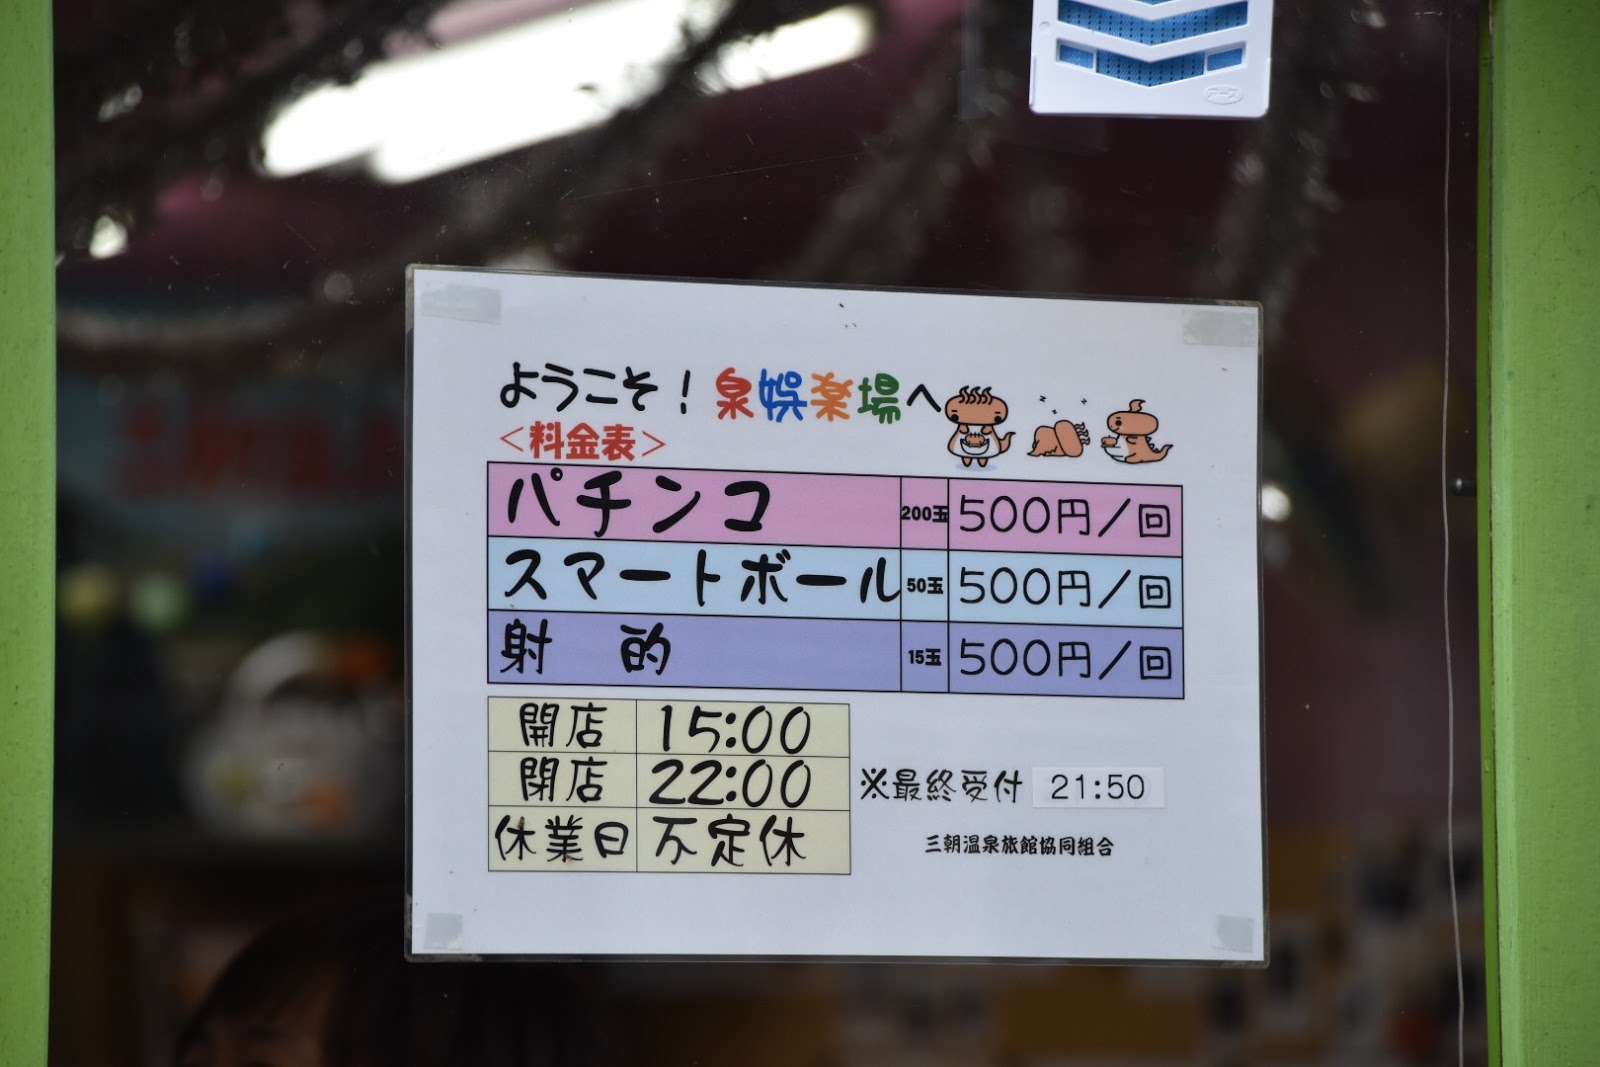 アース
ようこそ！泉娯楽場へ
＜料金表＞
パチンコ 200玉 500円／回
スマートボール 50玉 500円／回
射 的 15玉 500円／回
開店 15:00
閉店 22:00 ※最終受付 21:50
休業日 不定休 三朝温泉旅館協同組合